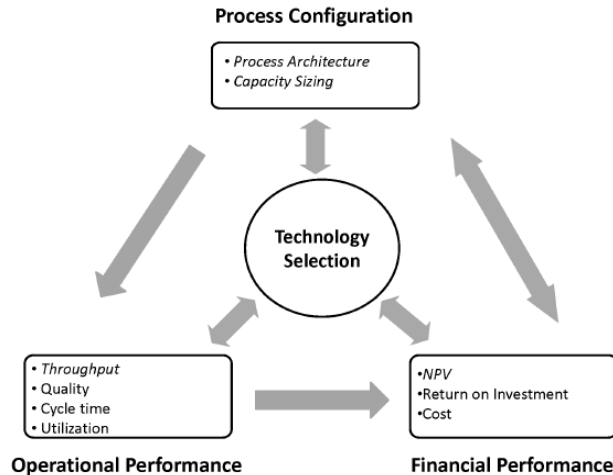 Process Configuration
• Process Architecture
• Capacity Sizing
Technology
Selection
• Throughput
• Quality
• Cycle time
• Utilization
•NPV
•Return on Investment
•Cost
Operational Performance
Financial Performance